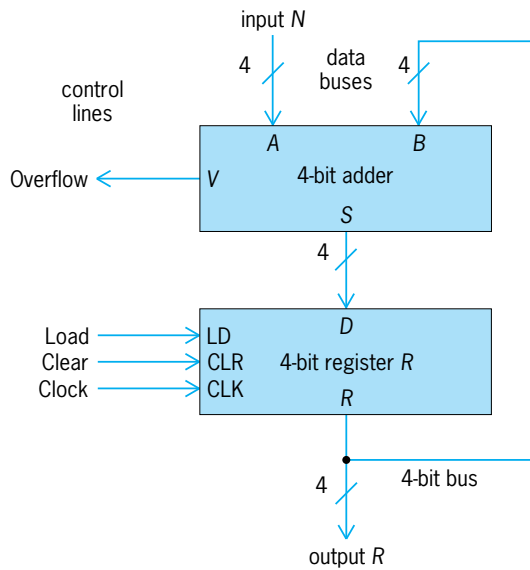 input N
4
4
data
buses
control
lines
A
B
Overflow
V
4-bit adder
S
4
D
Load
LD
Clear
CLR
4-bit register R
Clock
CLK
R
4
4-bit bus
output R